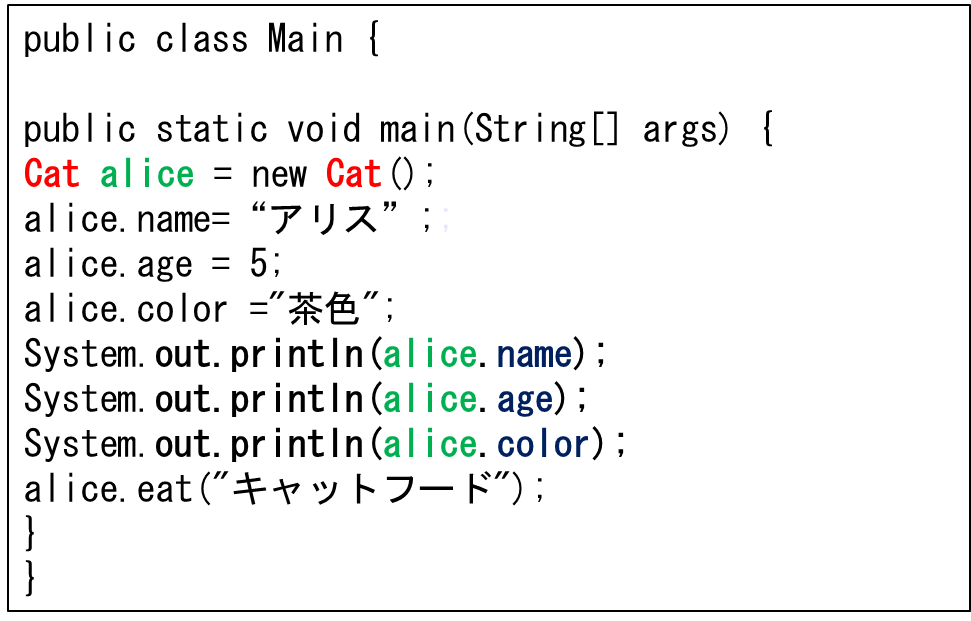 public class Main {
public static void main(String[] args) {
Cat alice = new Cat();
alice.name= “アリス” ;;
alice.age = 5;
alice.color ="茶色";
System.out.println(alice.name);
System.out.println(alice.age);
System.out.println(alice.color);
alice.eat("キャットフード");
}
}